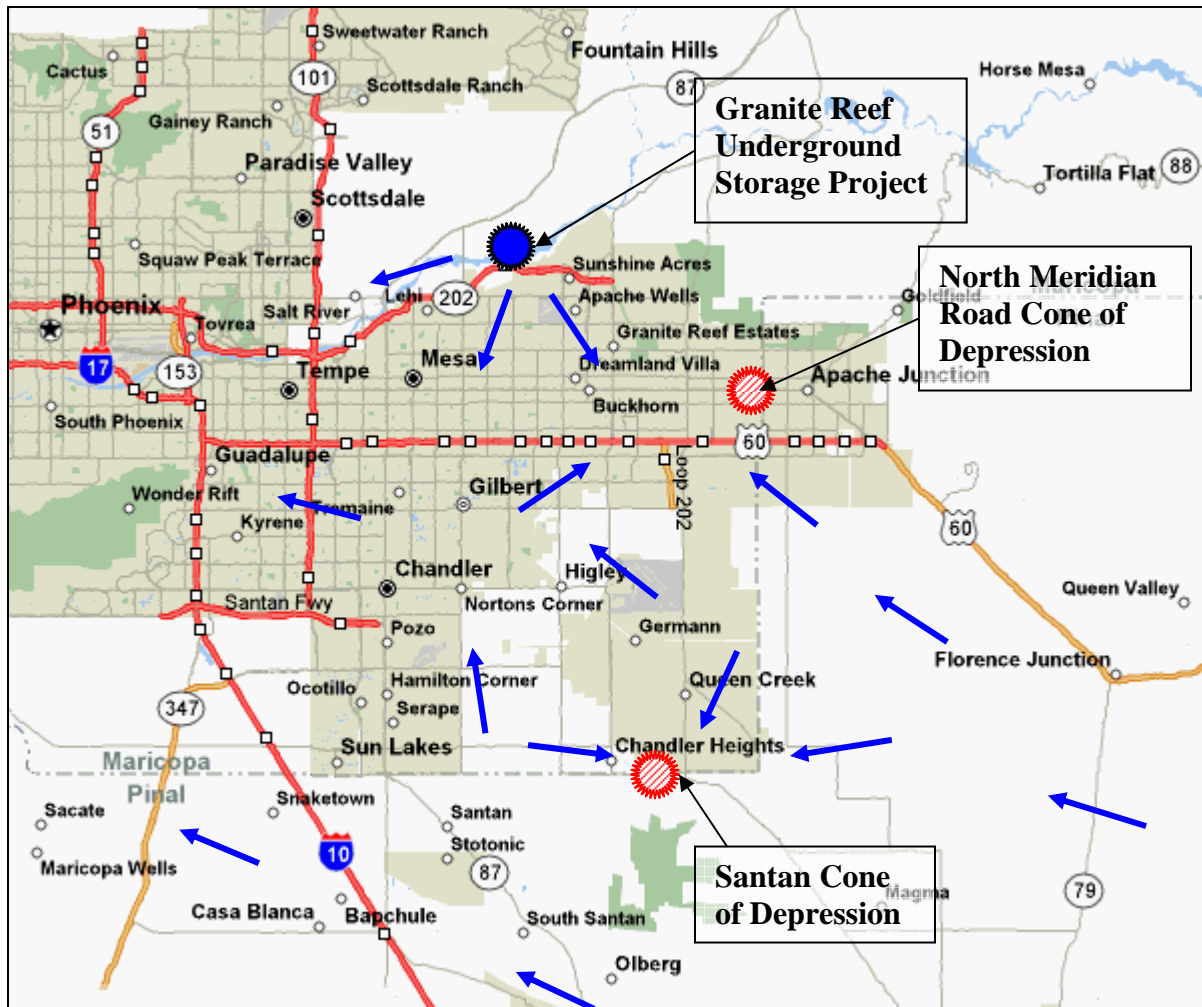 Sweetwater Ranch
Fountain Hills
Cactus
101
Scottsdale Ranch
87
Horse Mesa
Granite Reef
Underground
Storage Project
51
Gainey Ranch
Paradise Valley
Tortilla Flat
88
Scottsdale
Squaw Peak Terrace
Sunshine Acres
North Meridian
Road Cone of
Depression
Maricopa
Pinal
Phoenix
Salt River
Lehi
202
Apache Wells
Goldfield
Tovrea
Granite Reef Estates
17
153
Tempe
Mesa
Dreamland Villa
Apache Junction
South Phoenix
Buckhorn
60
Guadalupe
Loop 202
Wonder Rift
Tremaine
Gilbert
Kyrene
60
Chandler
Higley
Queen Valley
Santan Fwy
Nortons Corner
Pozo
Germann
Florence Junction
347
Ocotillo
Hamilton Corner
Queen Creek
Serape
Sun Lakes
Chandler Heights
Maricopa
Pinal
Snaketown
Santan
Sacate
Maricopa Wells
10
Stotonic
87
Santan Cone
of Depression
Magma
79
Casa Blanca
Bapchule
South Santan
Olberg